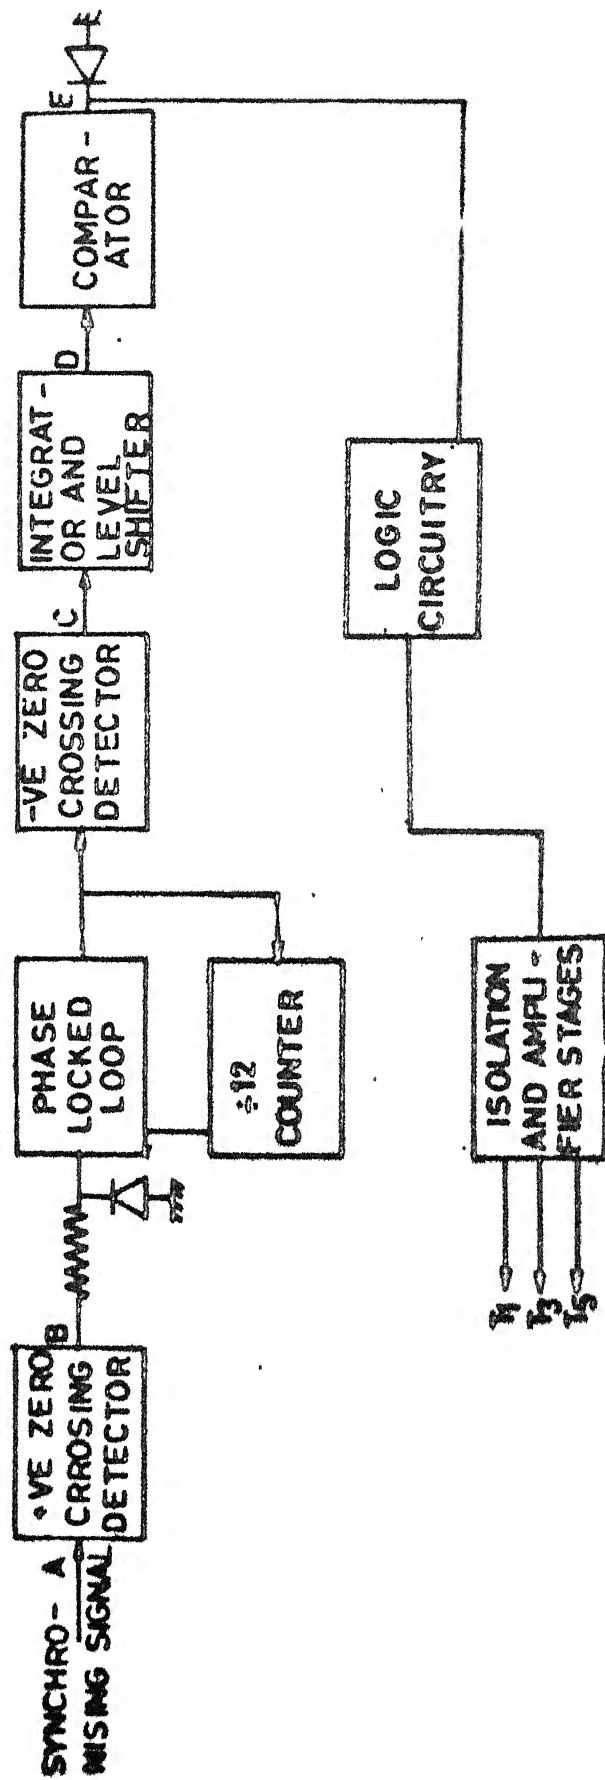 SYNCHRO- A
NISING SIGNAL
+VE ZERO
CRROSING
DETECTOR
B
PHASE
LOCKED
LOOP
÷12
COUNTER
-VE ZERO
CROSSING
DETECTOR
C
INTEGRAT-
OR AND
LEVEL
SHIFTER
D
COMPAR-
ATOR
E
LOGIC
CIRCUITRY
ISOLATION
AND AMPLI-
FIER STAGES
T1
T3
T5